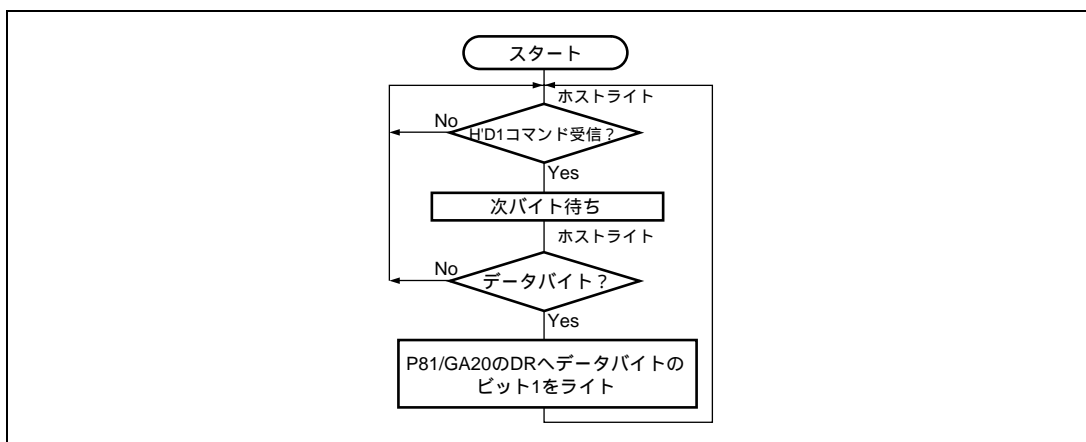 スタート
ホストライト
No
H'D1コマンド受信?
Yes
次バイト待ち
ホストライト
No
データバイト?
Yes
P81/GA20のDRへデータバイトの
ビット1をライト